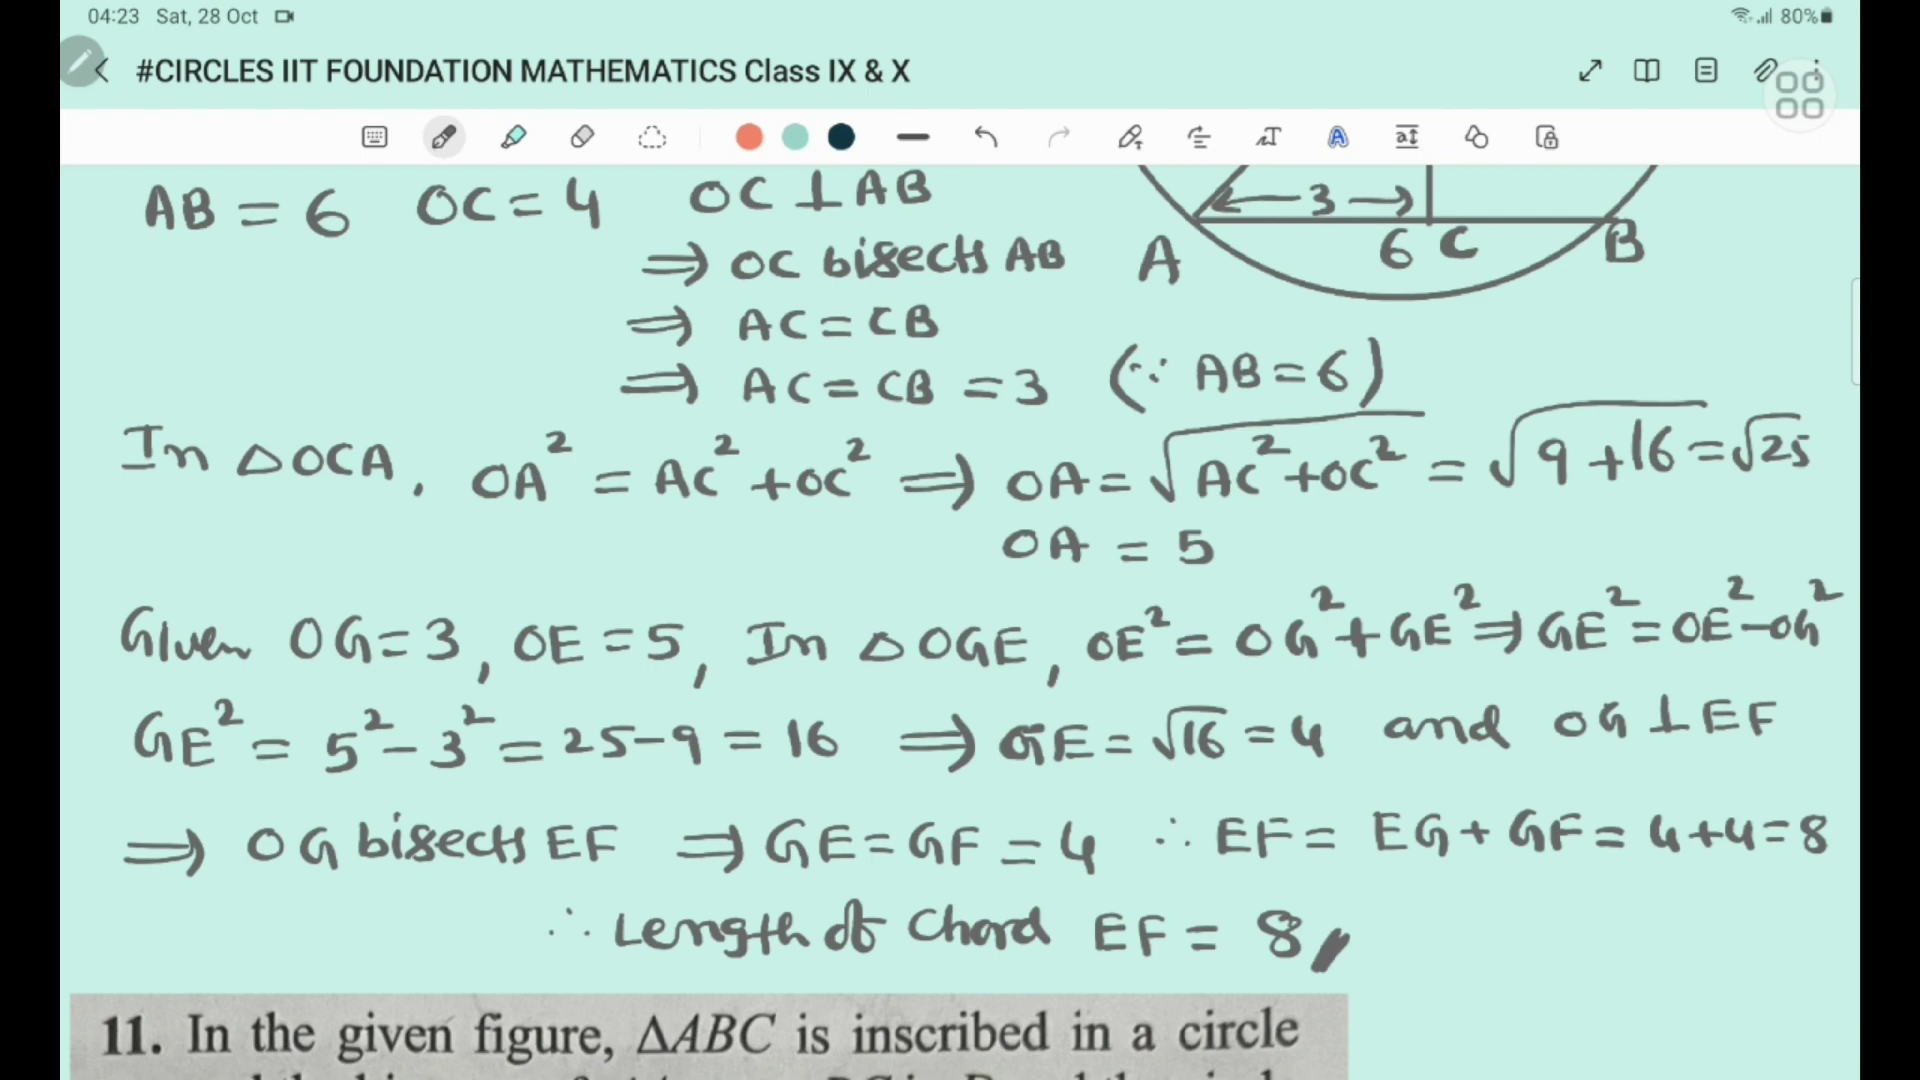 04:23 Sat, 28 Oct 80%
#CIRCLES IIT FOUNDATION MATHEMATICS Class IX & X
AB = 6 OC = 4 OC ⊥ AB
← 3 →
6 C B
A
⇒ OC bisects AB
⇒ AC = CB
⇒ AC = CB = 3 (∵ AB = 6)
In △OCA, OA² = AC² + OC² ⇒ OA = √(AC² + OC²) = √(9 + 16) = √25
OA = 5
Given OG = 3, OE = 5, In △OGE, OE² = OG² + GE² ⇒ GE² = OE² - OG²
GE² = 5² - 3² = 25 - 9 = 16 ⇒ GE = √16 = 4 and OG ⊥ EF
⇒ OG bisects EF ⇒ GE = GF = 4 ∴ EF = EG + GF = 4 + 4 = 8
∴ Length of Chord EF = 8
11. In the given figure, ΔABC is inscribed in a circle